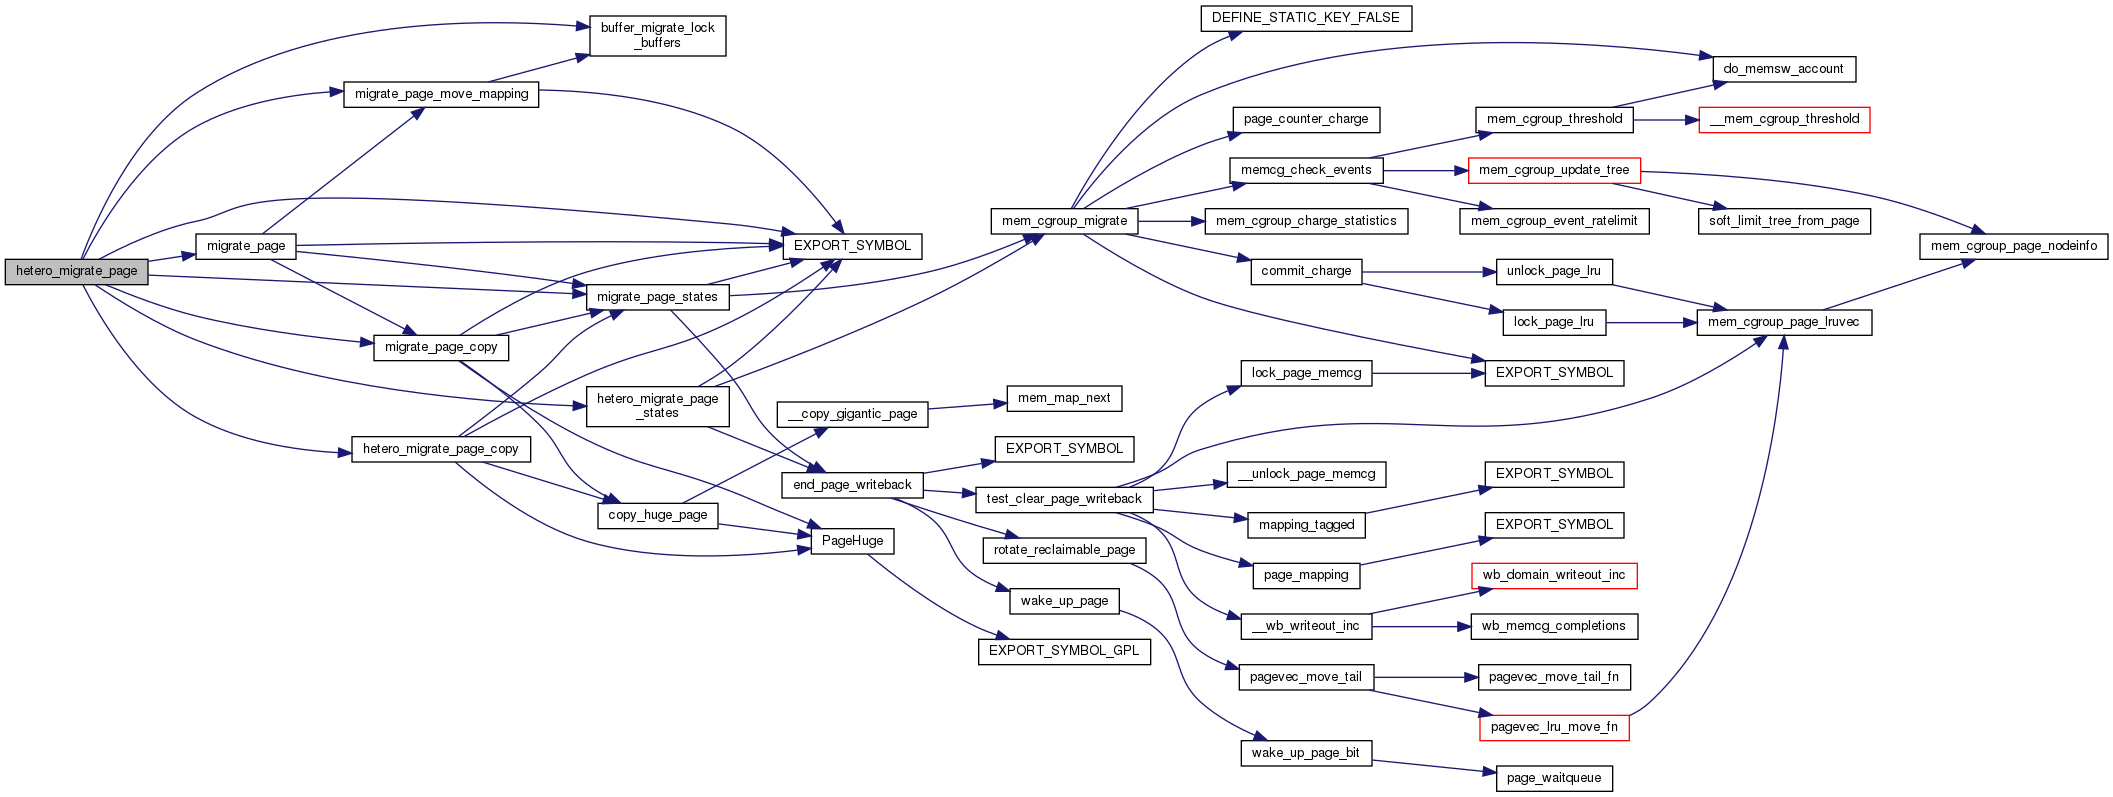 hetero_migrate_page
buffer_migrate_lock
_buffers
migrate_page_move_mapping
migrate_page
EXPORT_SYMBOL
migrate_page_states
migrate_page_copy
hetero_migrate_page
_states
hetero_migrate_page_copy
copy_huge_page
__copy_gigantic_page
end_page_writeback
PageHuge
mem_cgroup_migrate
mem_map_next
EXPORT_SYMBOL
test_clear_page_writeback
rotate_reclaimable_page
wake_up_page
EXPORT_SYMBOL_GPL
DEFINE_STATIC_KEY_FALSE
page_counter_charge
memcg_check_events
mem_cgroup_charge_statistics
commit_charge
lock_page_memcg
__unlock_page_memcg
mapping_tagged
page_mapping
__wb_writeout_inc
pagevec_move_tail
wake_up_page_bit
mem_cgroup_threshold
mem_cgroup_update_tree
mem_cgroup_event_ratelimit
unlock_page_lru
lock_page_lru
EXPORT_SYMBOL
EXPORT_SYMBOL
EXPORT_SYMBOL
wb_domain_writeout_inc
wb_memcg_completions
pagevec_move_tail_fn
pagevec_lru_move_fn
page_waitqueue
do_memsw_account
__mem_cgroup_threshold
soft_limit_tree_from_page
mem_cgroup_page_lruvec
mem_cgroup_page_nodeinfo